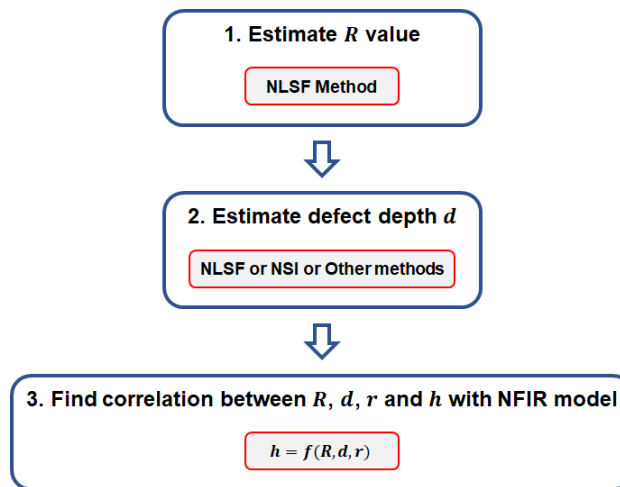 1. Estimate R value
NLSF Method
2. Estimate defect depth d
NLSF or NSI or Other methods
3. Find correlation between R, d, r and h with NFIR model
h = f(R,d,r)